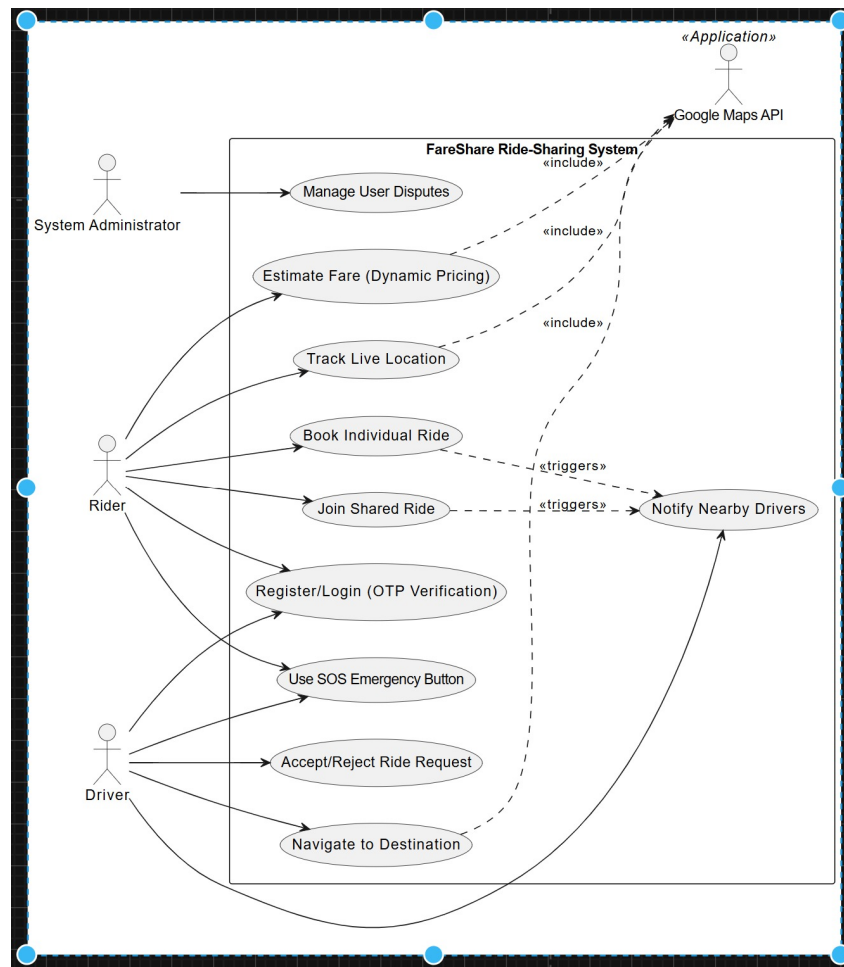 «Application»
Google Maps API
FareShare Ride-Sharing System
«include»
System Administrator
Manage User Disputes
«include»
Estimate Fare (Dynamic Pricing)
«include»
Track Live Location
Rider
Book Individual Ride
«triggers»
Join Shared Ride
«triggers»
Notify Nearby Drivers
Register/Login (OTP Verification)
Use SOS Emergency Button
Driver
Accept/Reject Ride Request
Navigate to Destination